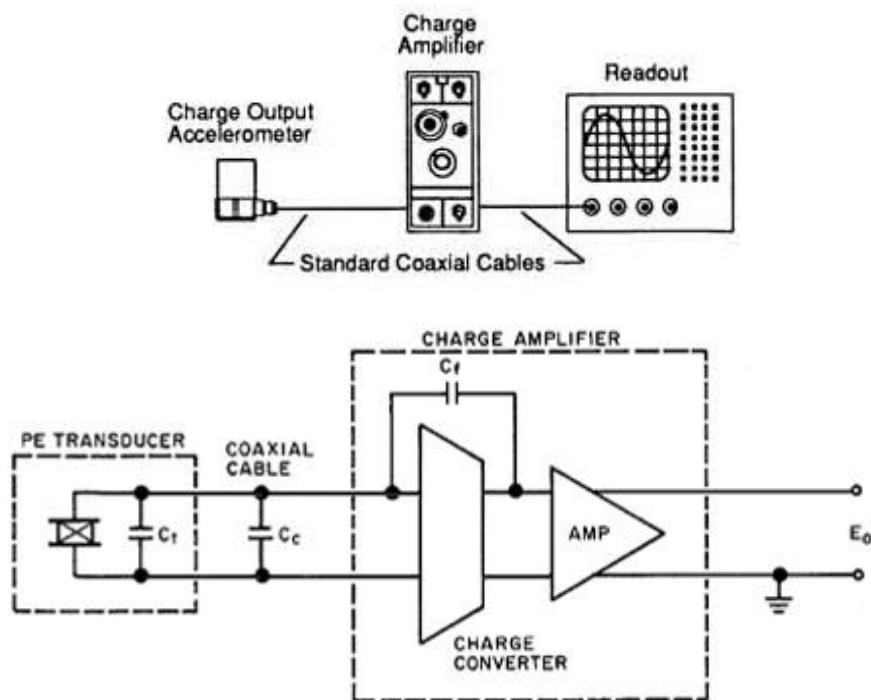 Charge
Amplifier
Readout
Charge Output
Accelerometer
Standard Coaxial Cables
CHARGE AMPLIFIER
Cf
PE TRANSDUCER
COAXIAL
CABLE
Ct
Cc
AMP
Eo
CHARGE
CONVERTER